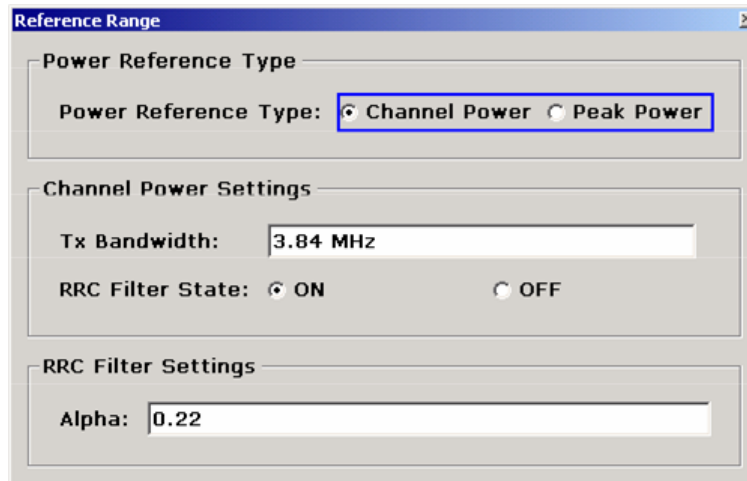 Reference Range
Power Reference Type
Power Reference Type: Channel Power Peak Power
Channel Power Settings
Tx Bandwidth: 3.84 MHz
RRC Filter State: ON OFF
RRC Filter Settings
Alpha: 0.22